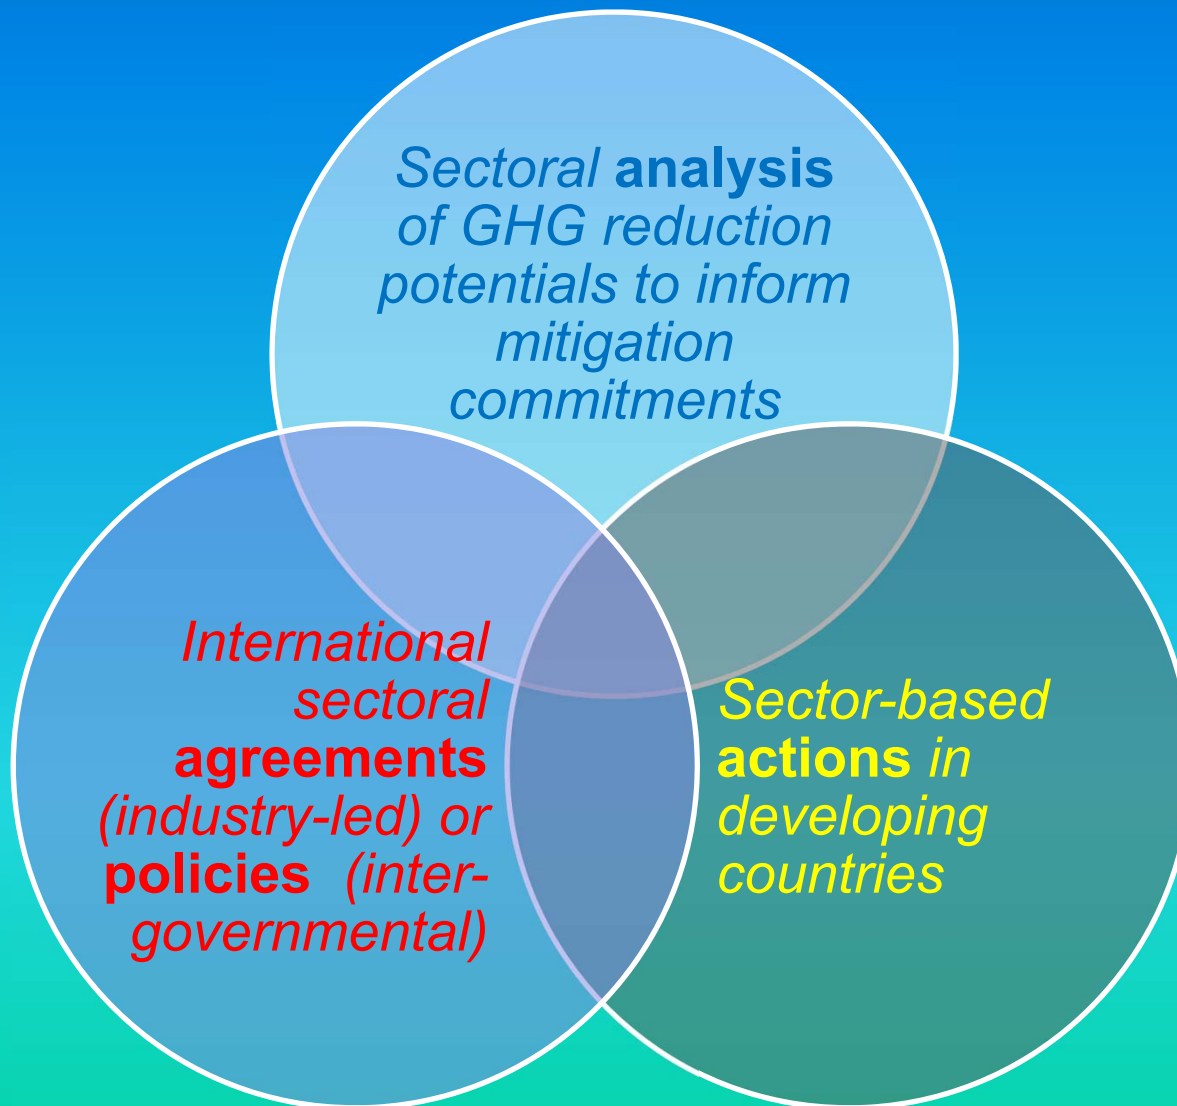 Sectoral analysis
of GHG reduction
potentials to inform
mitigation
commitments
International
sectoral
agreements
(industry-led) or
policies (inter-
governmental)
Sector-based
actions in
developing
countries